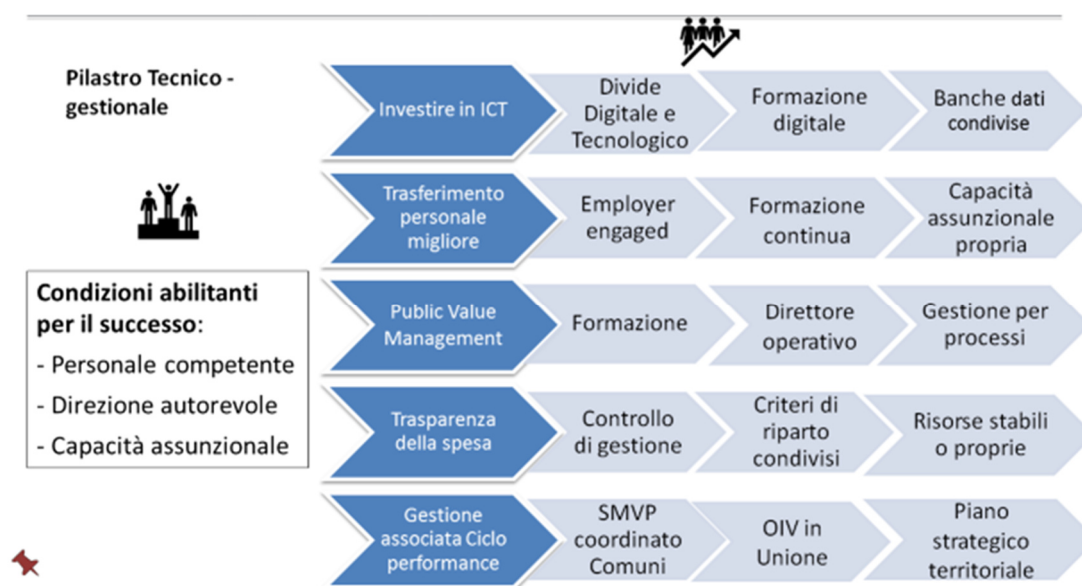 Pilastro Tecnico -
gestionale
Condizioni abilitanti
per il successo:
- Personale competente
- Direzione autorevole
- Capacità assunzionale
Investire in ICT
Divide
Digitale e
Tecnologico
Formazione
digitale
Banche dati
condivise
Trasferimento
personale
migliore
Employer
engaged
Formazione
continua
Capacità
assunzionale
propria
Public Value
Management
Formazione
Direttore
operativo
Gestione per
processi
Trasparenza
della spesa
Controllo
di gestione
Criteri di
riparto
condivisi
Risorse stabili
o proprie
Gestione
associata Ciclo
performance
SMVP
coordinato
Comuni
OIV in
Unione
Piano
strategico
territoriale